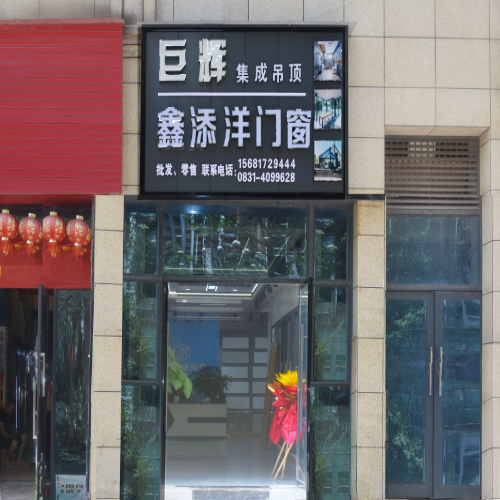 巨辉 集成吊顶
鑫添洋门窗
批发、零售 联系电话: 15681729444
0831-4099628